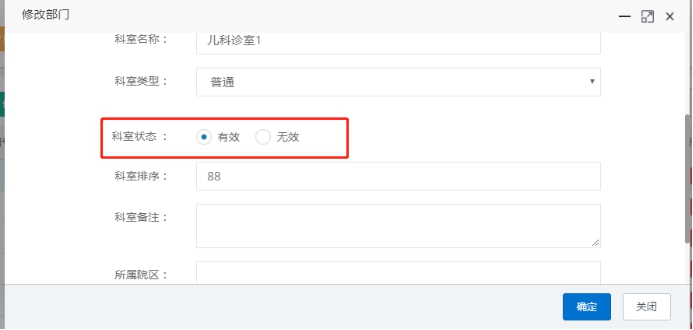 修改部门
科室名称：
儿科诊室1
科室类型：
普通
科室状态：
有效
无效
科室排序：
88
科室备注：
所属院区：
确定
关闭